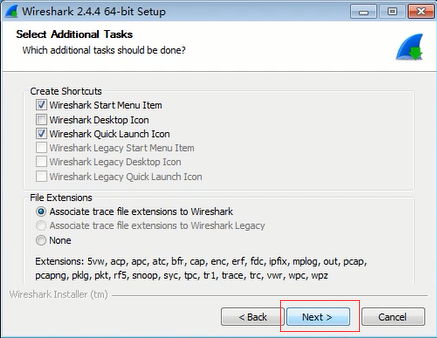 Wireshark 2.4.4 64-bit Setup
Select Additional Tasks
Which additional tasks should be done?
Create Shortcuts
Wireshark Start Menu Item
Wireshark Desktop Icon
Wireshark Quick Launch Icon
Wireshark Legacy Start Menu Item
Wireshark Legacy Desktop Icon
Wireshark Legacy Quick Launch Icon
File Extensions
Associate trace file extensions to Wireshark
Associate trace file extensions to Wireshark Legacy
None
Extensions: 5vw, acp, apc, atc, bfr, cap, enc, erf, fdc, ipfix, mplog, out, pcap,
pcapng, pklg, pkt, rf5, snoop, syc, tpc, tr1, trace, trc, vwr, wpc, wpz
Wireshark Installer (tm)
< Back
Next >
Cancel